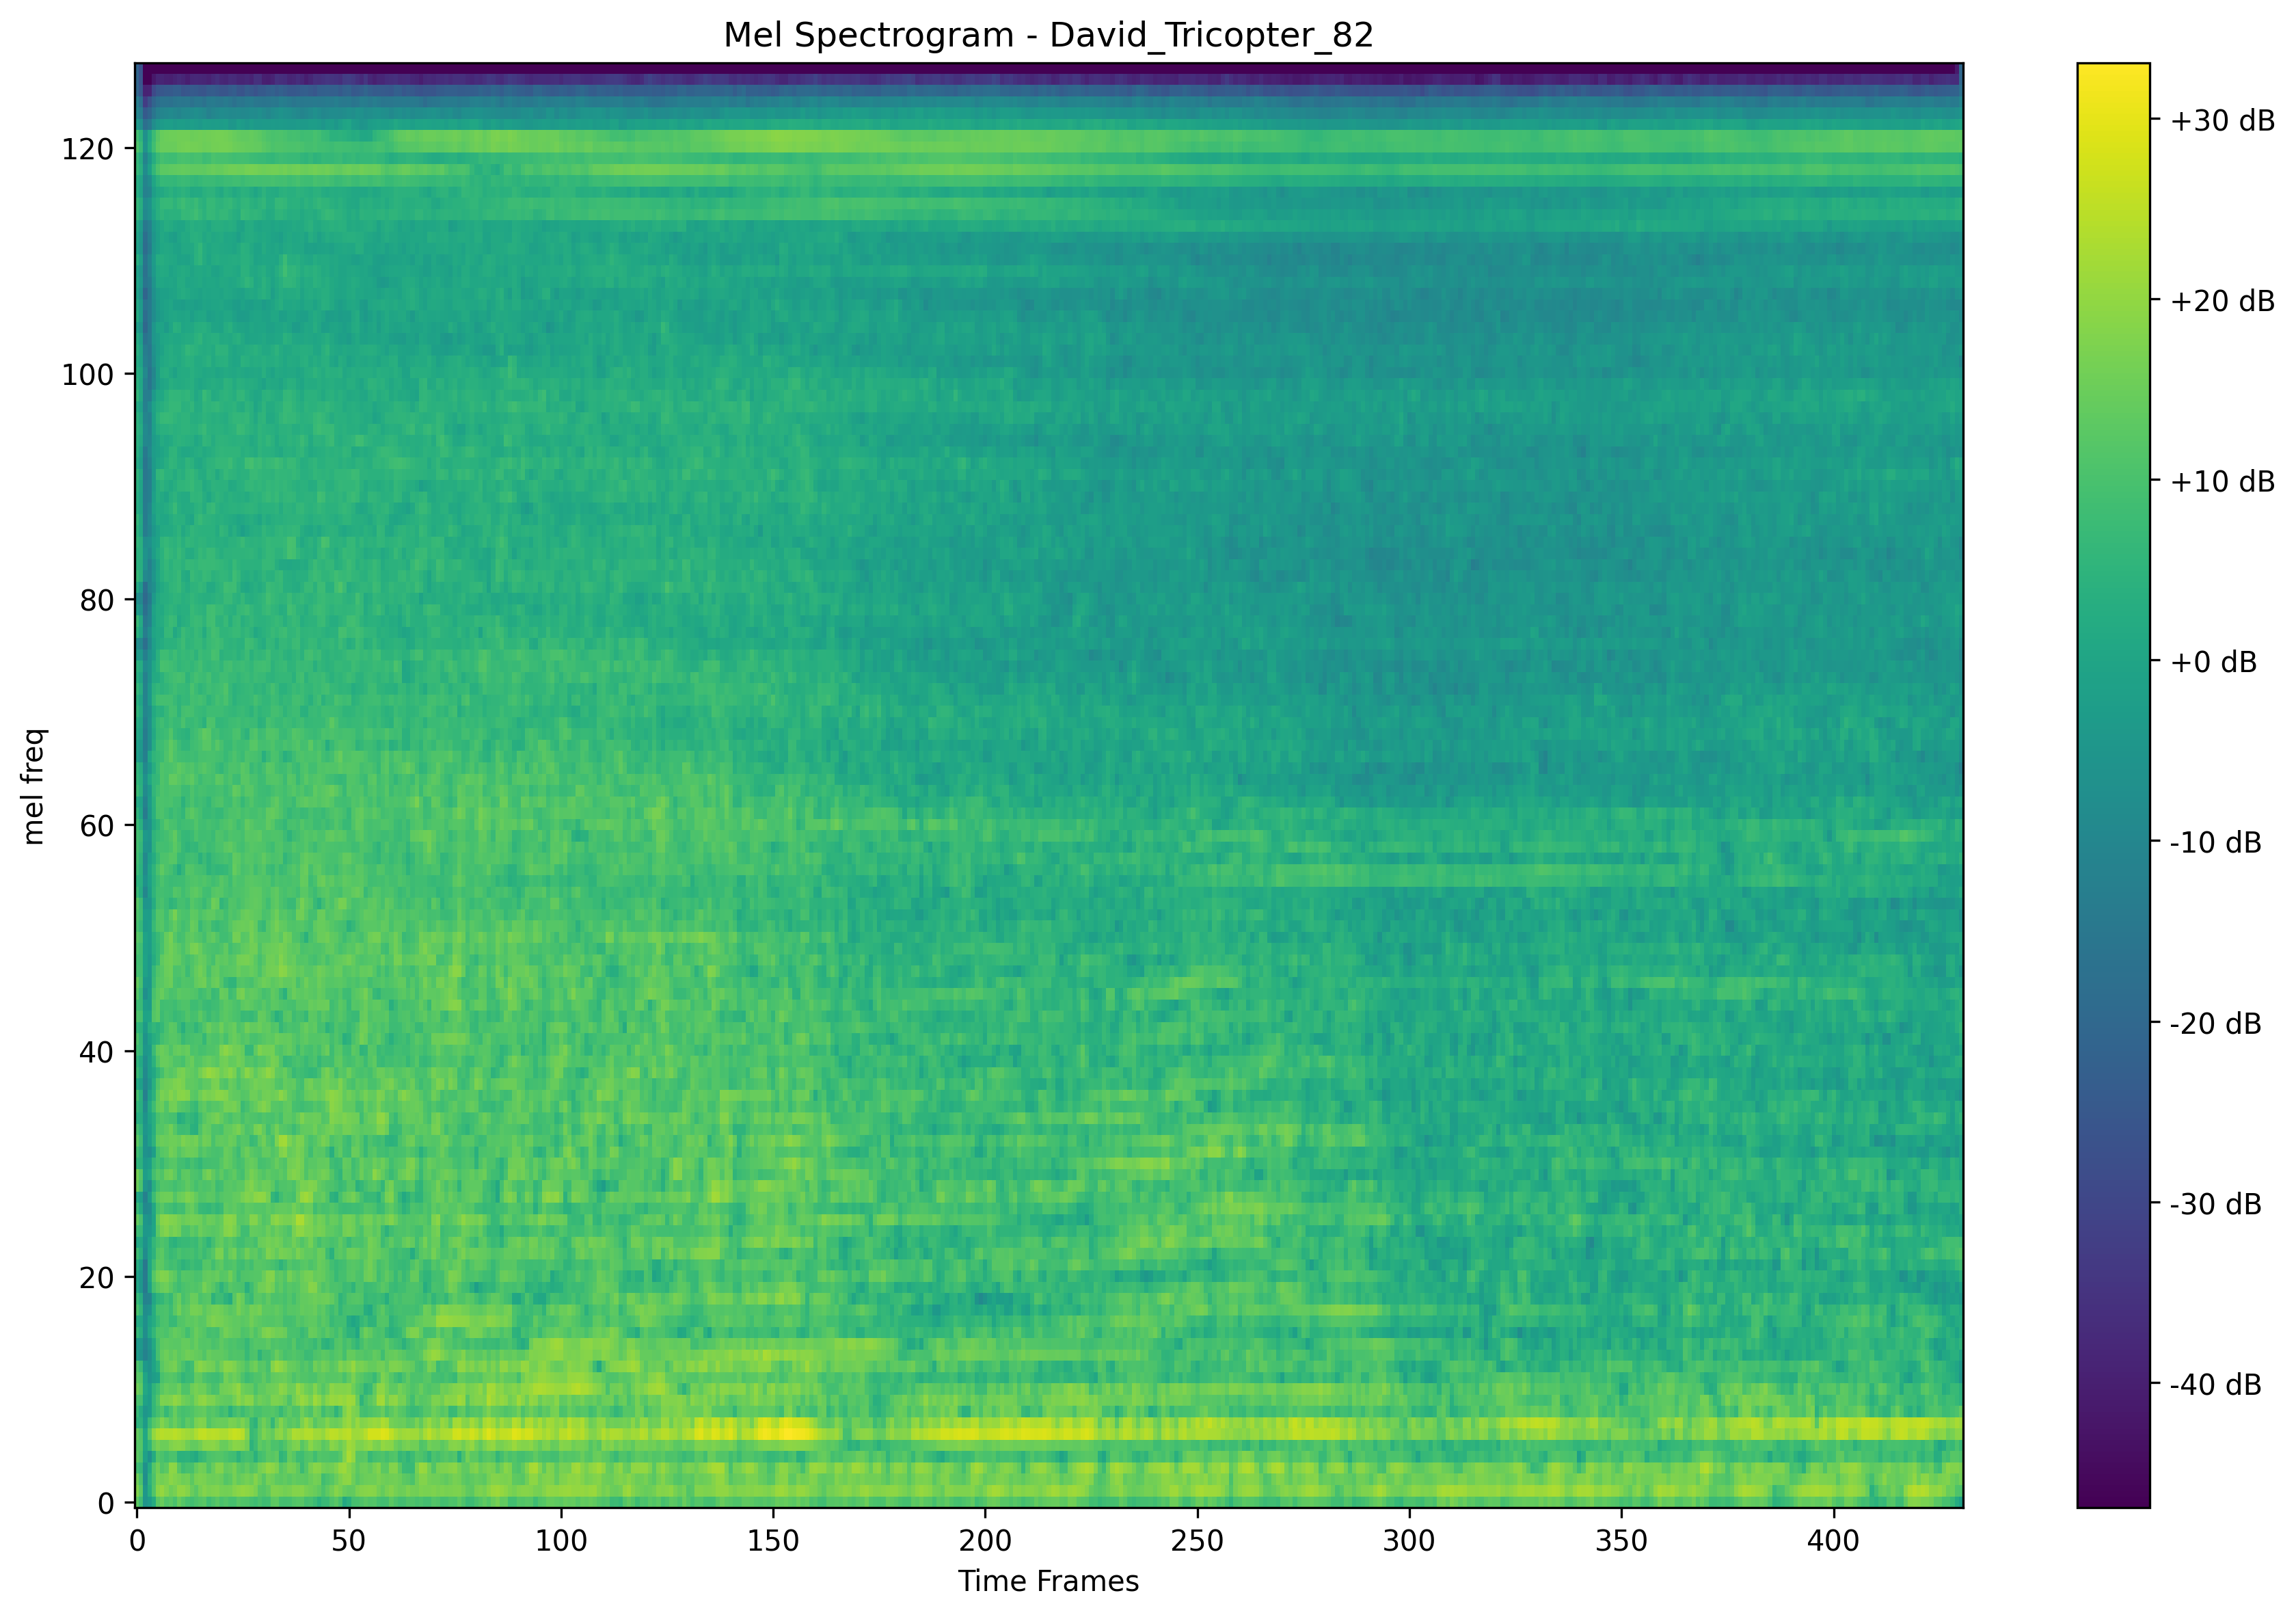 Mel Spectrogram - David_Tricopter_82
mel freq
120
100
80
60
40
20
0
0 50 100 150 200 250 300 350 400
Time Frames
+30 dB
+20 dB
+10 dB
+0 dB
-10 dB
-20 dB
-30 dB
-40 dB